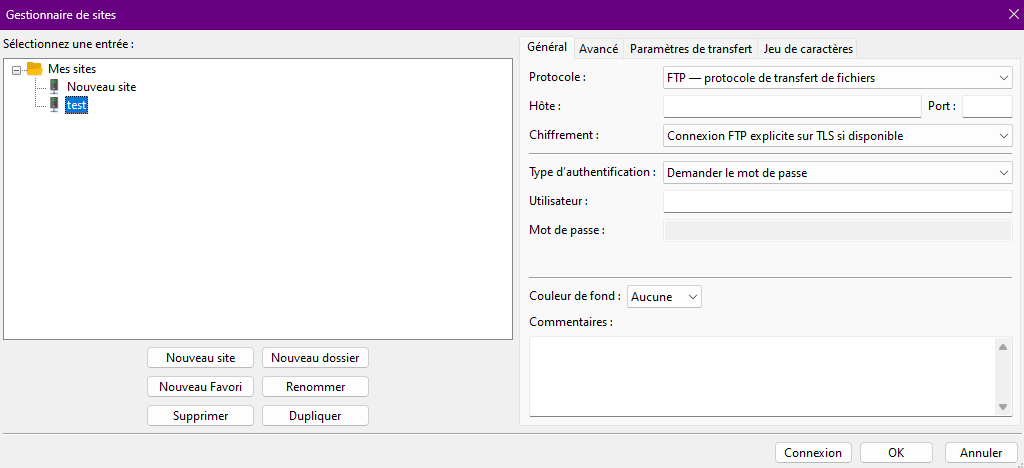 Gestionnaire de sites
Sélectionnez une entrée :
Mes sites
Nouveau site
test
Nouveau site
Nouveau dossier
Nouveau Favori
Renommer
Supprimer
Dupliquer
Général
Avancé
Paramètres de transfert
Jeu de caractères
Protocole :
FTP — protocole de transfert de fichiers
Hôte :
Port :
Chiffrement :
Connexion FTP explicite sur TLS si disponible
Type d’authentification :
Demander le mot de passe
Utilisateur :
Mot de passe :
Couleur de fond :
Aucune
Commentaires :
Connexion
OK
Annuler